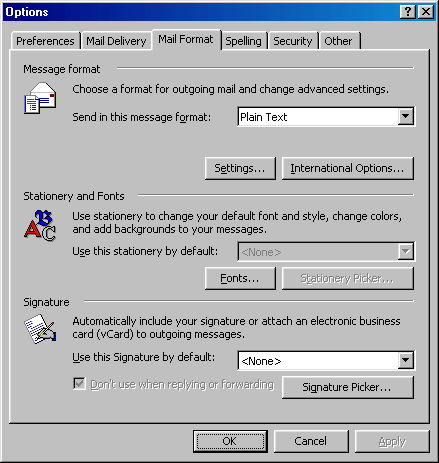 Options
Preferences Mail Delivery Mail Format Spelling Security Other
Message format
Choose a format for outgoing mail and change advanced settings.
Send in this message format: Plain Text
Settings... International Options...
Stationery and Fonts
Use stationery to change your default font and style, change colors,
and add backgrounds to your messages.
Use this stationery by default: <None>
Fonts... Stationery Picker...
Signature
Automatically include your signature or attach an electronic business
card (vCard) to outgoing messages.
Use this Signature by default: <None>
Don't use when replying or forwarding Signature Picker...
OK Cancel Apply